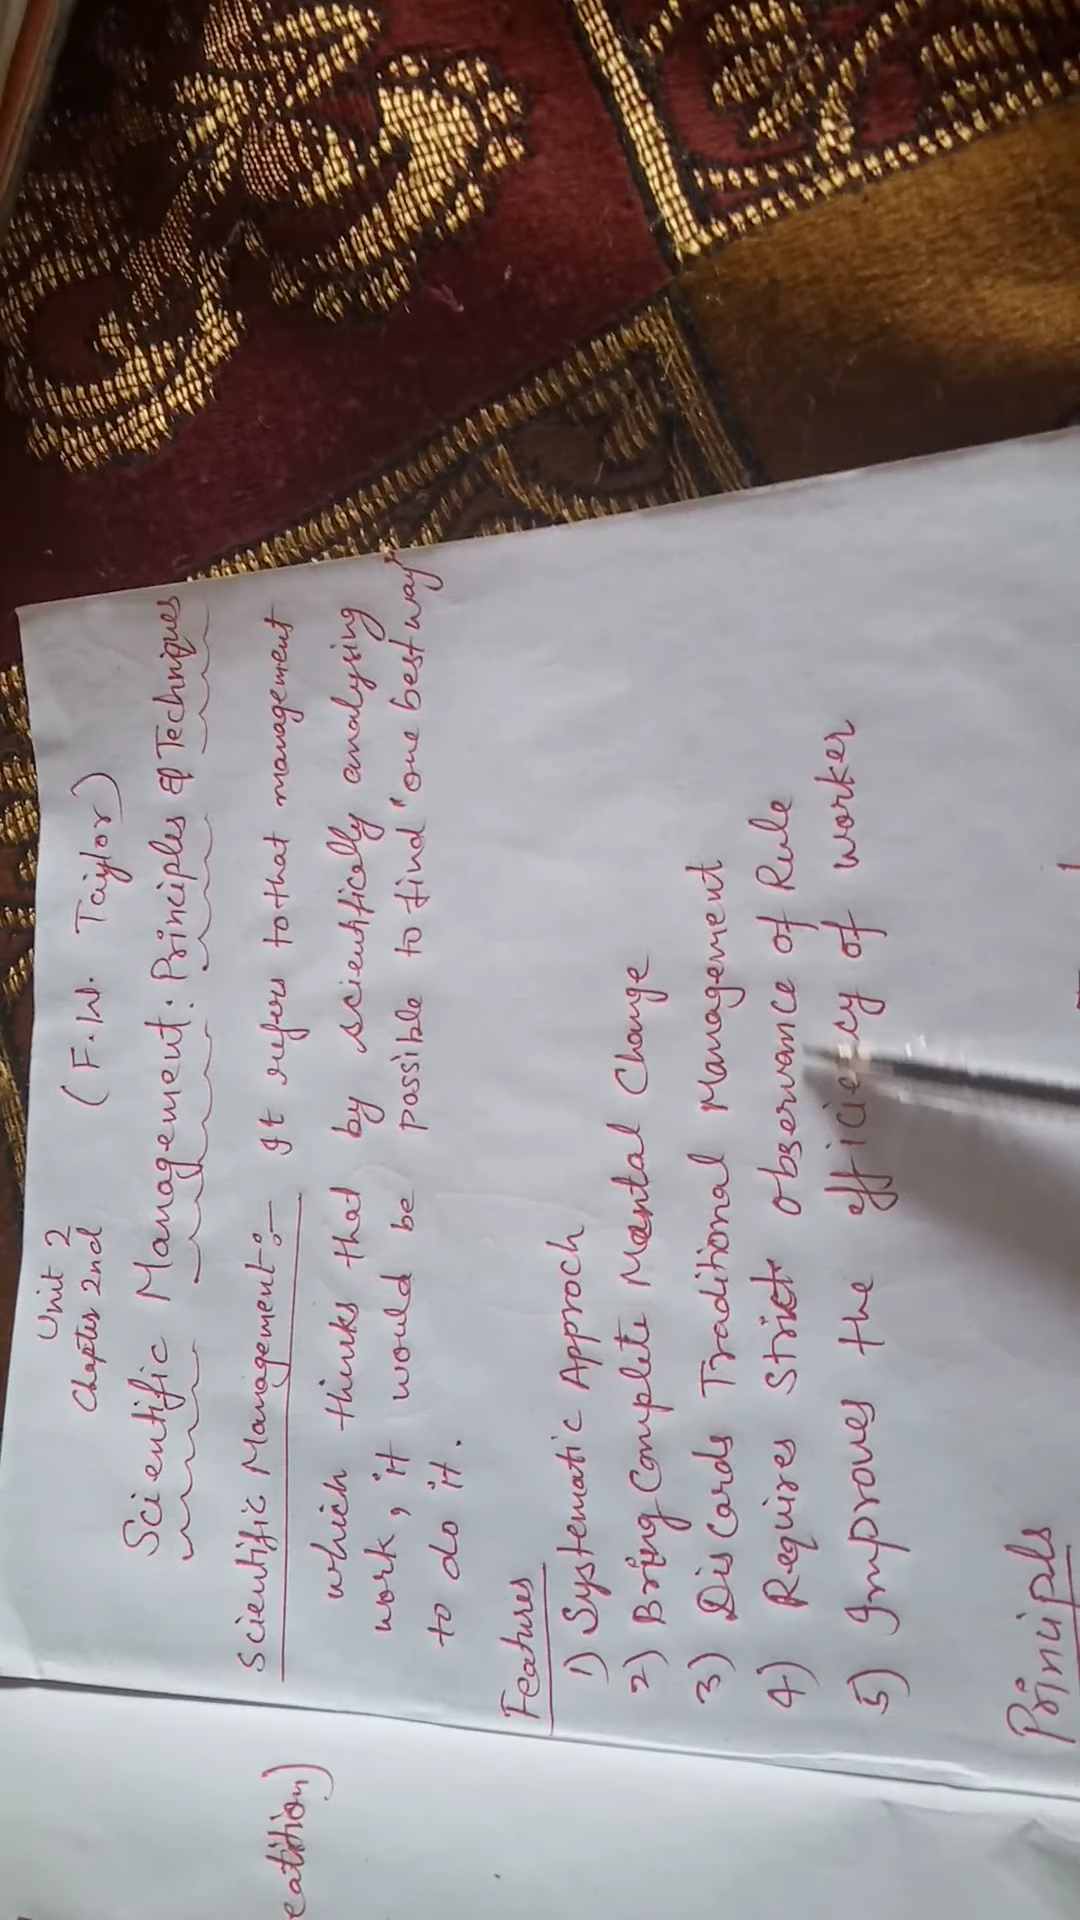 Unit 2
Chapter 2nd (F.W. Taylor)
Scientific Management: Principles & Techniques
Scientific Management:- It refers to that management
which thinks that by scientifically analysing
work, it would be possible to find 'one best way'
to do it.
Features
1) Systematic Approch
2) Bring Complete Mental Change
3) DisCards Traditional Management
4) Requires Strict observance of Rule
5) Improves the efficiency of worker
Principls
eatition)